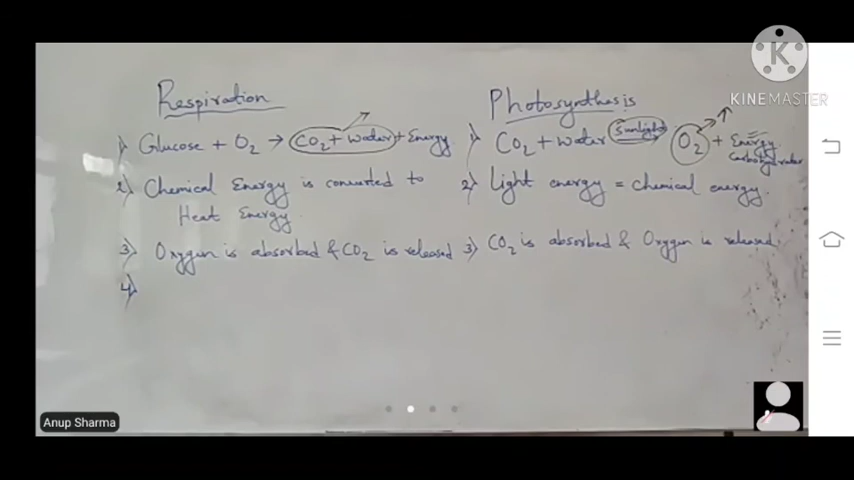 KINEMASTER
Respiration
1) Glucose + O2 → CO2 + Water + Energy
2) Chemical Energy is converted to
Heat Energy.
3) Oxygen is absorbed & CO2 is released
4)
Photosynthesis
1) CO2 + Water sunlight → O2 + Energy
Carbohydrates
2) Light energy = chemical energy.
3) CO2 is absorbed & Oxygen is released
Anup Sharma